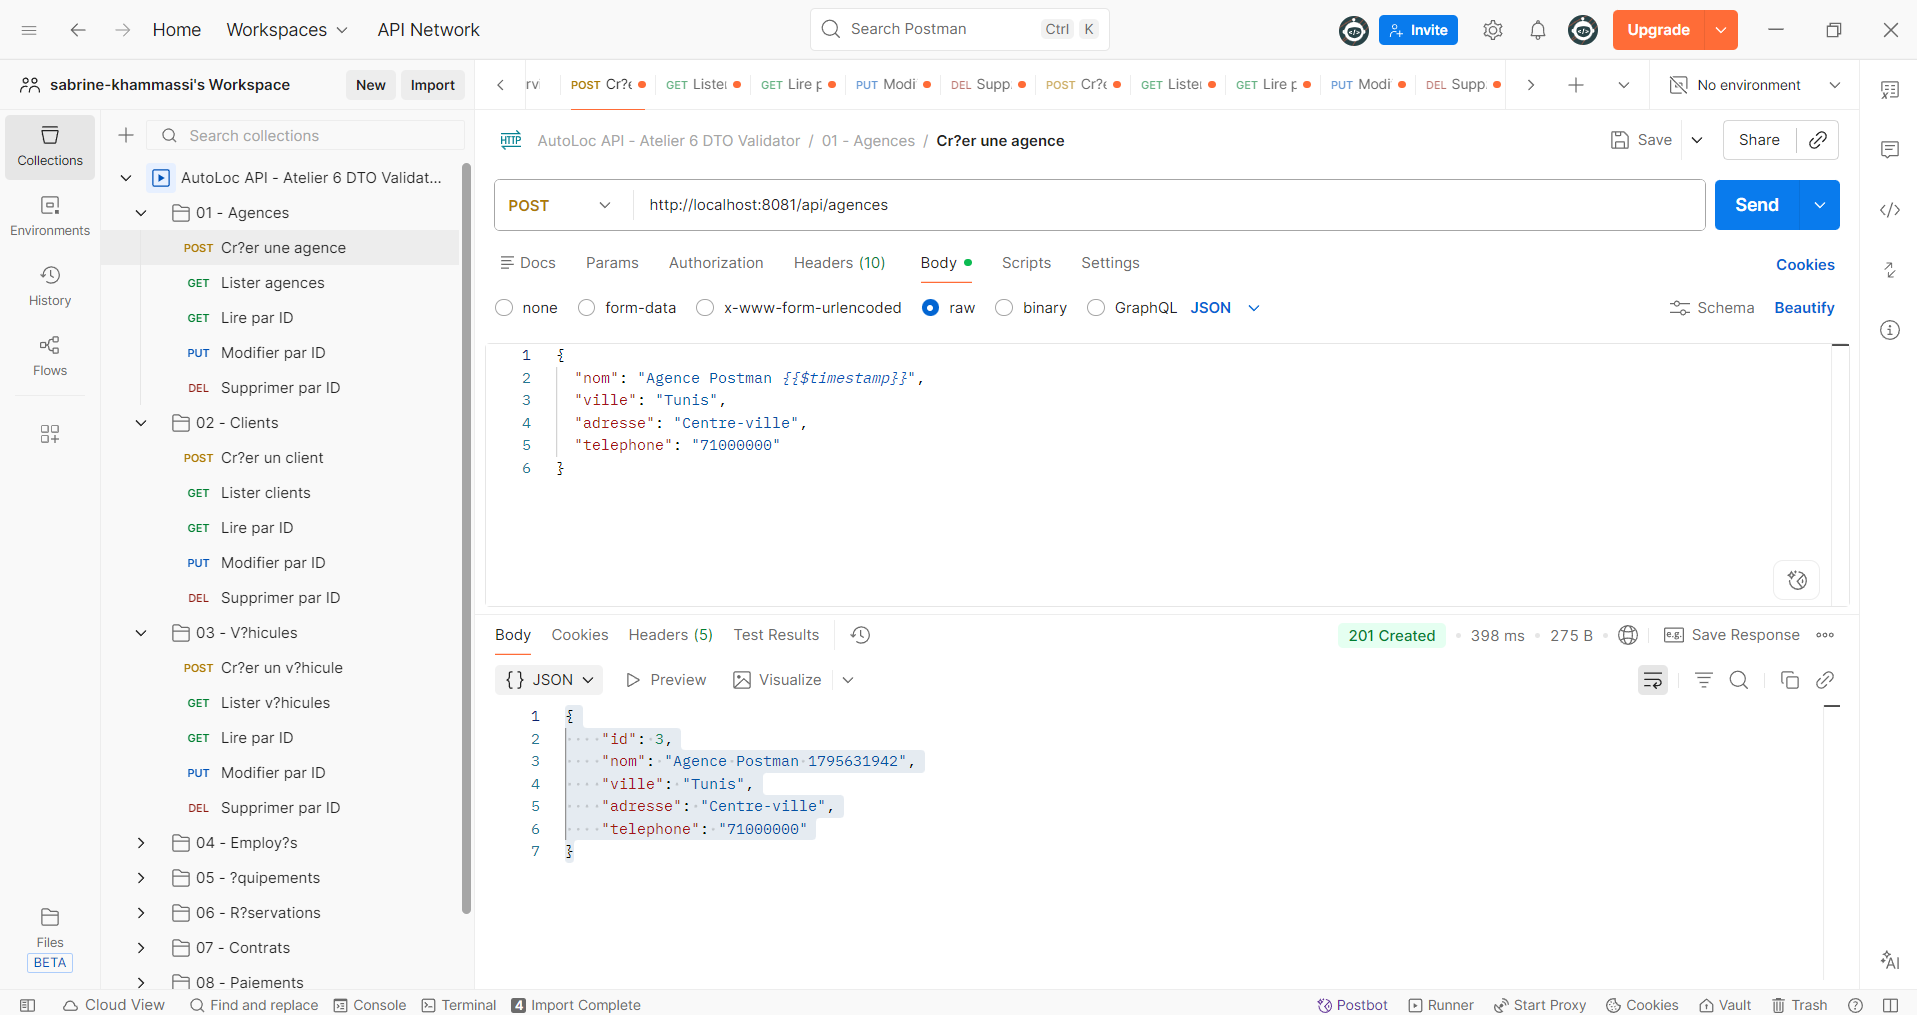 Home
Workspaces
API Network
Search Postman
Ctrl K
Invite
Upgrade
sabrine-khammassi's Workspace
New
Import
POST Cr?e
GET Lister
GET Lire p
PUT Modi
DEL Supp.
POST Cr?e
GET Lister
GET Lire p
PUT Modi
DEL Supp.
No environment
Collections
Environments
History
Flows
Files
BETA
Search collections
AutoLoc API - Atelier 6 DTO Validat...
01 - Agences
POST Cr?er une agence
GET Lister agences
GET Lire par ID
PUT Modifier par ID
DEL Supprimer par ID
02 - Clients
POST Cr?er un client
GET Lister clients
GET Lire par ID
PUT Modifier par ID
DEL Supprimer par ID
03 - V?hicules
POST Cr?er un v?hicule
GET Lister v?hicules
GET Lire par ID
PUT Modifier par ID
DEL Supprimer par ID
04 - Employ?s
05 - ?quipements
06 - R?servations
07 - Contrats
08 - Paiements
HTTP AutoLoc API - Atelier 6 DTO Validator / 01 - Agences / Cr?er une agence
Save
Share
POST http://localhost:8081/api/agences
Send
Docs Params Authorization Headers (10) Body Scripts Settings
Cookies
none form-data x-www-form-urlencoded raw binary GraphQL JSON
Schema Beautify
1 {
2 "nom": "Agence Postman {{$timestamp}}",
3 "ville": "Tunis",
4 "adresse": "Centre-ville",
5 "telephone": "71000000"
6 }
Body Cookies Headers (5) Test Results
201 Created 398 ms 275 B
e.g. Save Response
{} JSON Preview Visualize
1 {
2 "id": 3,
3 "nom": "Agence Postman 1795631942",
4 "ville": "Tunis",
5 "adresse": "Centre-ville",
6 "telephone": "71000000"
7 }
AI
Cloud View Find and replace Console Terminal 4 Import Complete
Postbot Runner Start Proxy Cookies Vault Trash